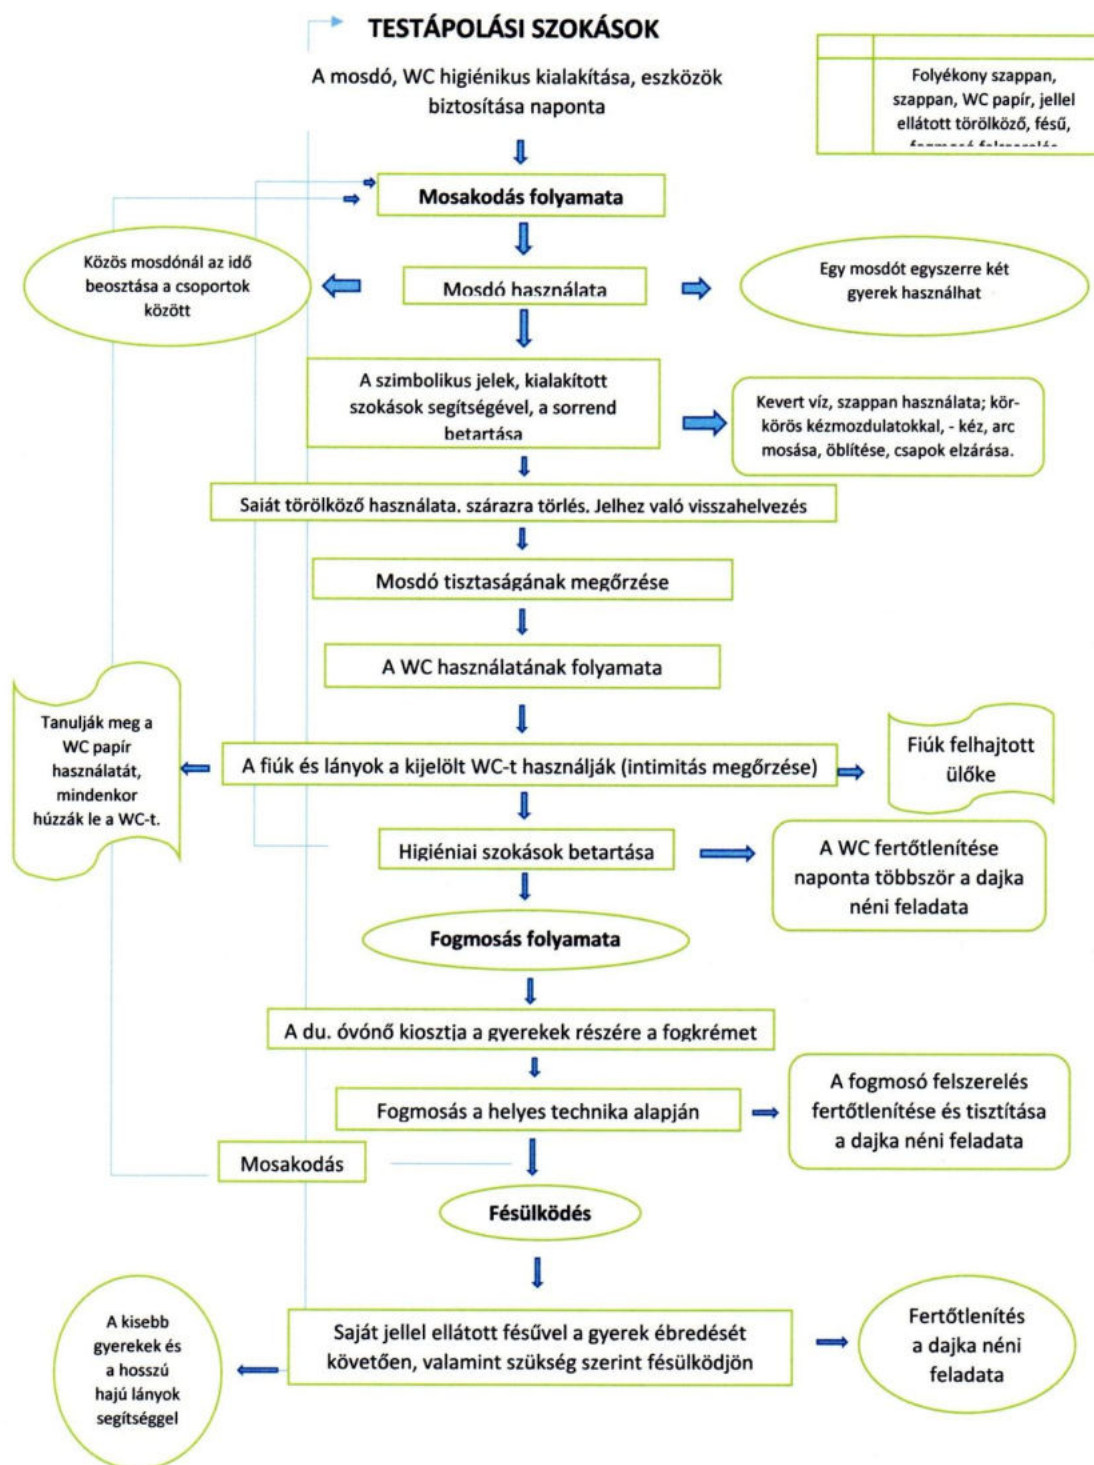 TESTÁPOLÁSI SZOKÁSOK
A mosdó, WC higiénikus kialakítása, eszközök
biztosítása naponta
Folyékony szappan,
szappan, WC papír, jellel
ellátott törölköző, fésű,
fogmosó felszerelés
Mosakodás folyamata
Közös mosdónál az idő
beosztása a csoportok
között
Mosdó használata
Egy mosdót egyszerre két
gyerek használhat
A szimbolikus jelek, kialakított
szokások segítségével, a sorrend
betartása
Kevert víz, szappan használata; kör-
körös kézmozdulatokkal, - kéz, arc
mosása, öblítése, csapok elzárása.
Saját törölköző használata. szárazra törlés. Jelhez való visszahelvezés
Mosdó tisztaságának megőrzése
A WC használatának folyamata
Tanulják meg a
WC papír
használatát,
mindenkor
húzzák le a WC-t.
A fiúk és lányok a kijelölt WC-t használják (intimitás megőrzése)
Fiúk felhajtott
ülőke
Higiéniai szokások betartása
A WC fertőtlenítése
naponta többször a dajka
néni feladata
Fogmosás folyamata
A du. óvónő kiosztja a gyerekek részére a fogkrémet
Fogmosás a helyes technika alapján
A fogmosó felszerelés
fertőtlenítése és tisztítása
a dajka néni feladata
Mosakodás
Fésülködés
A kisebb
gyerekek és
a hosszú
hajú lányok
segítséggel
Saját jellel ellátott fésűvel a gyerek ébredését
követően, valamint szükség szerint fésülködjön
Fertőtlenítés
a dajka néni
feladata